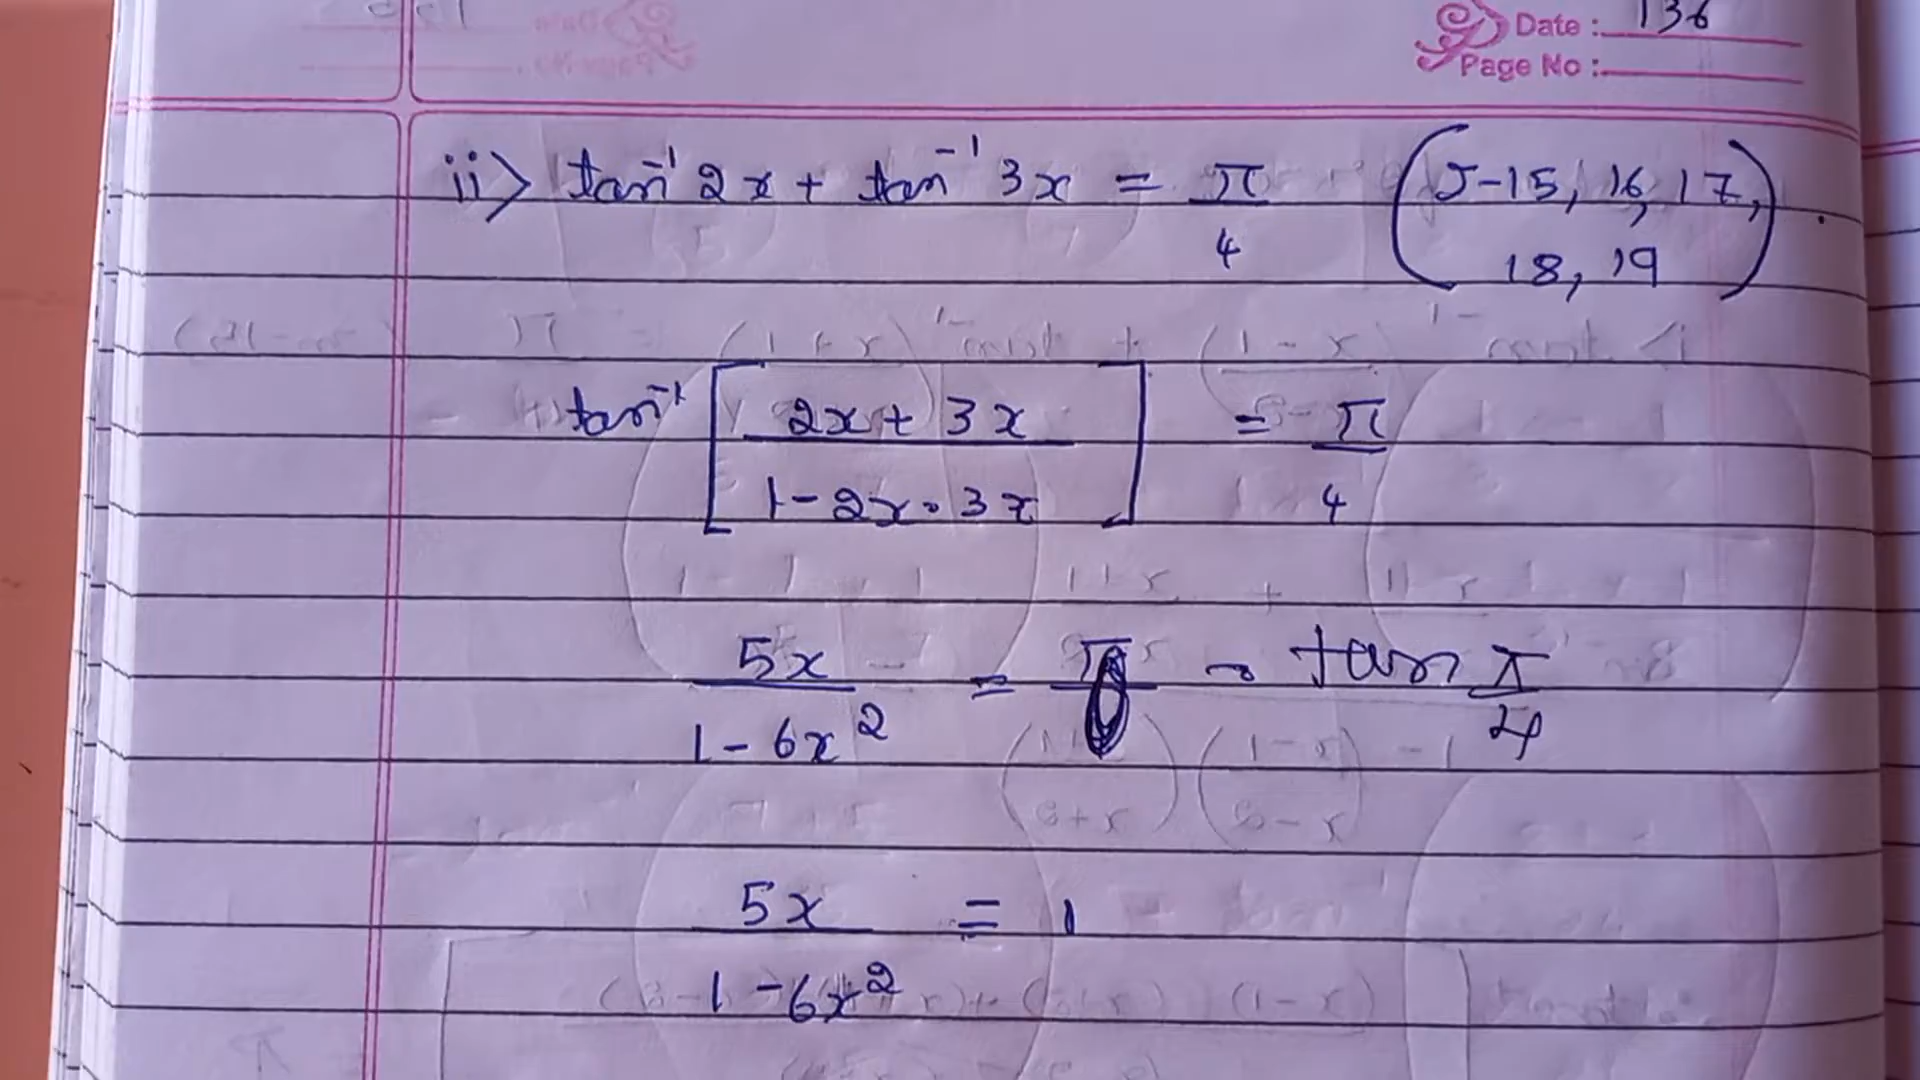 Date : 136
Page No :
ii> tan⁻¹ 2x + tan⁻¹ 3x = π/4 (J-15, 16, 17, 18, 19).
tan⁻¹ [ (2x + 3x) / (1 - 2x · 3x) ] = π/4
5x / (1 - 6x²) = tan π/4
5x / (1 - 6x²) = 1